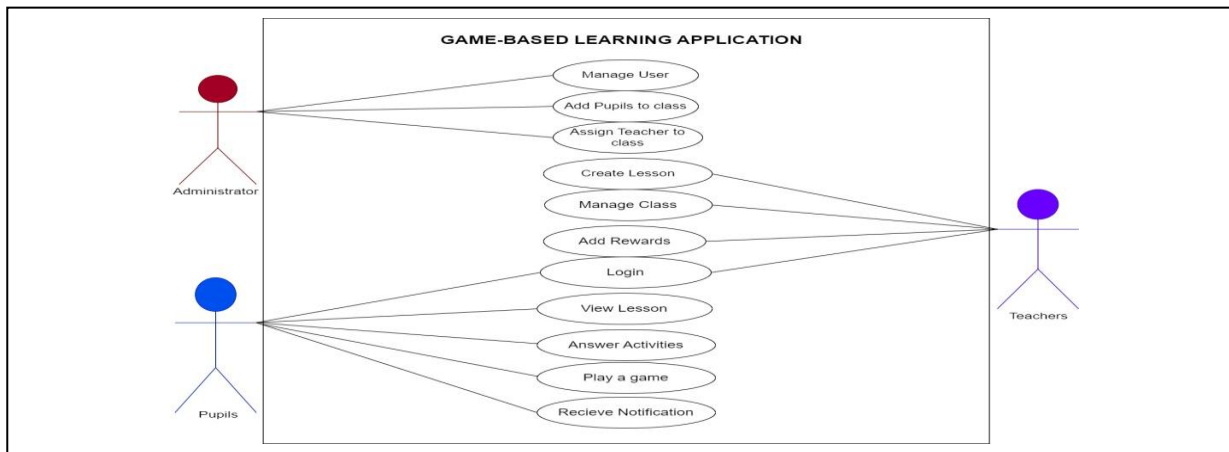 GAME-BASED LEARNING APPLICATION
Manage User
Add Pupils to class
Assign Teacher to
class
Administrator
Create Lesson
Manage Class
Add Rewards
Login
Teachers
View Lesson
Answer Activities
Play a game
Recieve Notification
Pupils